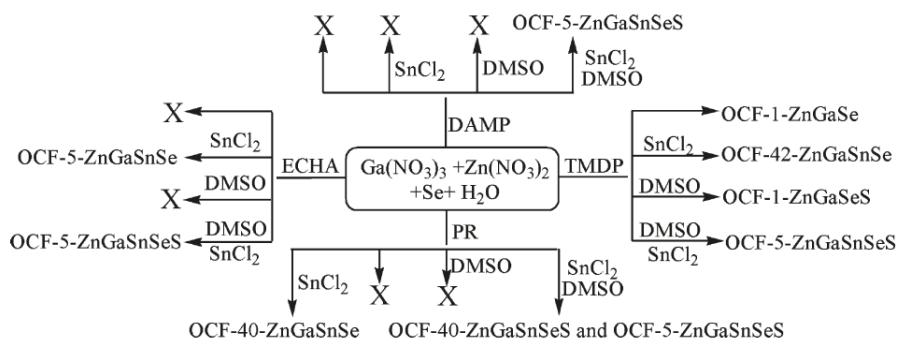 X X X OCF-5-ZnGaSnSeS
SnCl₂ DMSO SnCl₂
DMSO
X DAMP OCF-1-ZnGaSe
SnCl₂ SnCl₂
OCF-5-ZnGaSnSe ECHA Ga(NO₃)₃ +Zn(NO₃)₂ TMDP OCF-42-ZnGaSnSe
DMSO +Se+ H₂O DMSO
X OCF-1-ZnGaSeS
DMSO PR DMSO
OCF-5-ZnGaSnSeS OCF-5-ZnGaSnSeS
SnCl₂ SnCl₂
SnCl₂ DMSO SnCl₂
X X DMSO
OCF-40-ZnGaSnSe OCF-40-ZnGaSnSeS and OCF-5-ZnGaSnSeS